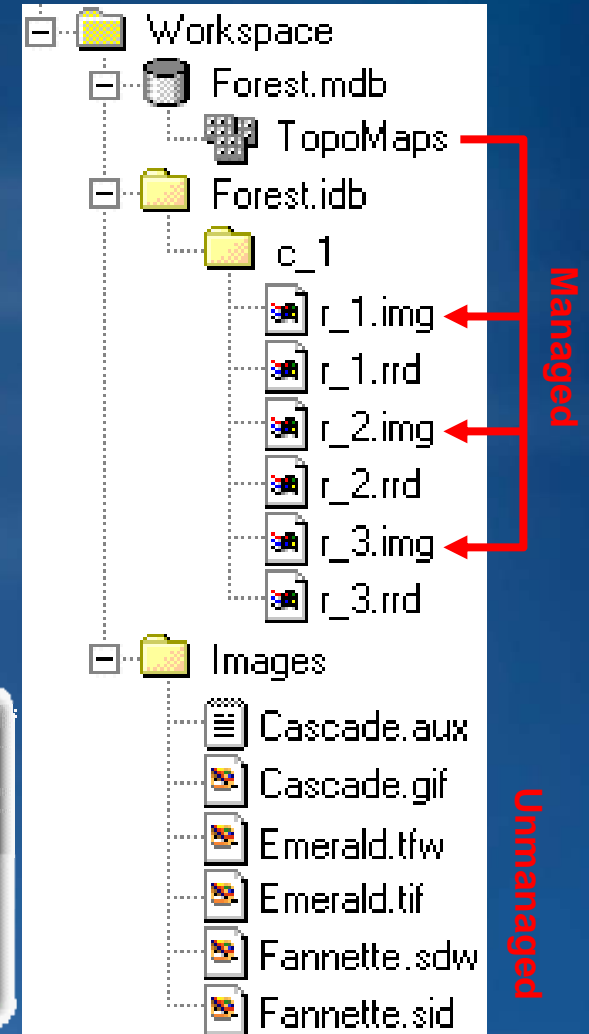 Workspace
Forest.mdb
TopoMaps
Forest.idb
c_1
r_1.img
r_1.rrd
r_2.img
r_2.rrd
r_3.img
r_3.rrd
Managed
Images
Cascade.aux
Cascade.gif
Emerald.tfw
Emerald.tif
Fannette.sdw
Fannette.sid
Unmanaged